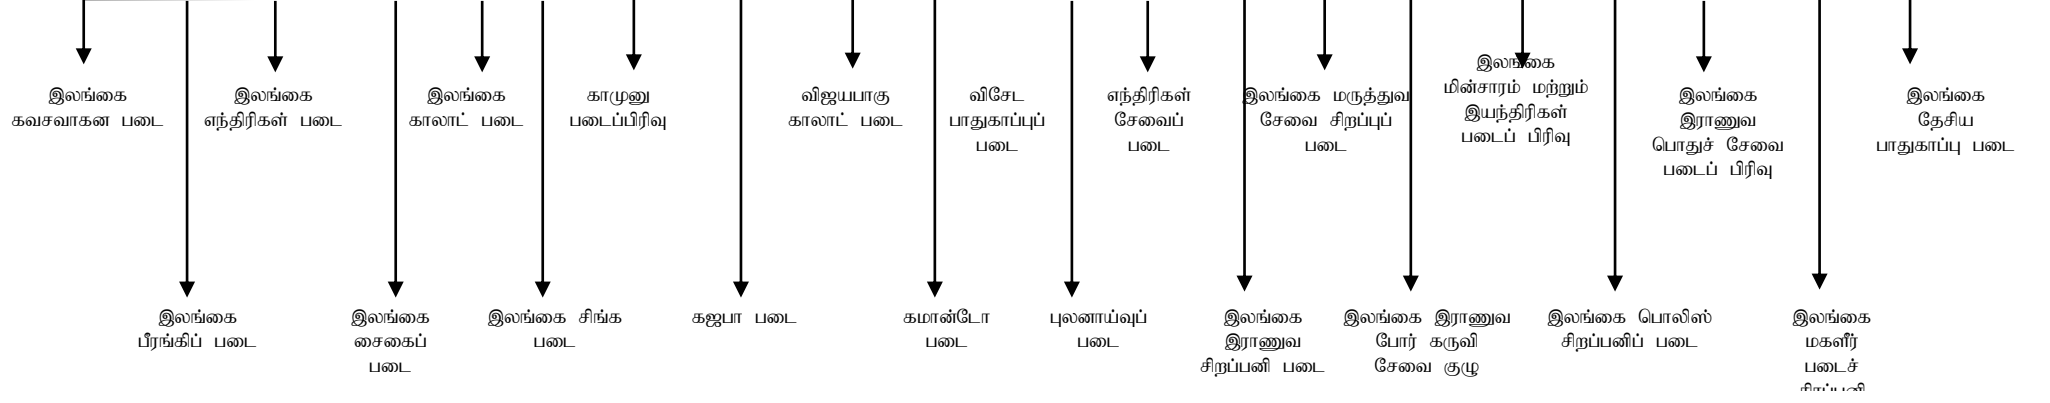 இலங்கை
கவசவாகன படை
இலங்கை
எந்திரிகள் படை
இலங்கை
காலாட் படை
காமுனு
படைப்பிரிவு
விஜயபாகு
காலாட் படை
விசேட
பாதுகாப்புப்
படை
எந்திரிகள்
சேவைப்
படை
இலங்கை மருத்துவ
சேவை சிறப்புப்
படை
இலங்கை
மின்சாரம் மற்றும்
இயந்திரிகள்
படைப் பிரிவு
இலங்கை
இராணுவ
பொதுச் சேவை
படைப் பிரிவு
இலங்கை
தேசிய
பாதுகாப்பு படை
இலங்கை
பீரங்கிப் படை
இலங்கை
சைகைப்
படை
இலங்கை சிங்க
படை
கஜபா படை
கமான்டோ
படை
புலனாய்வுப்
படை
இலங்கை
இராணுவ
சிறப்பனி படை
இலங்கை இராணுவ
போர் கருவி
சேவை குழு
இலங்கை பொலிஸ்
சிறப்பனிப் படை
இலங்கை
மகளீர்
படைச்